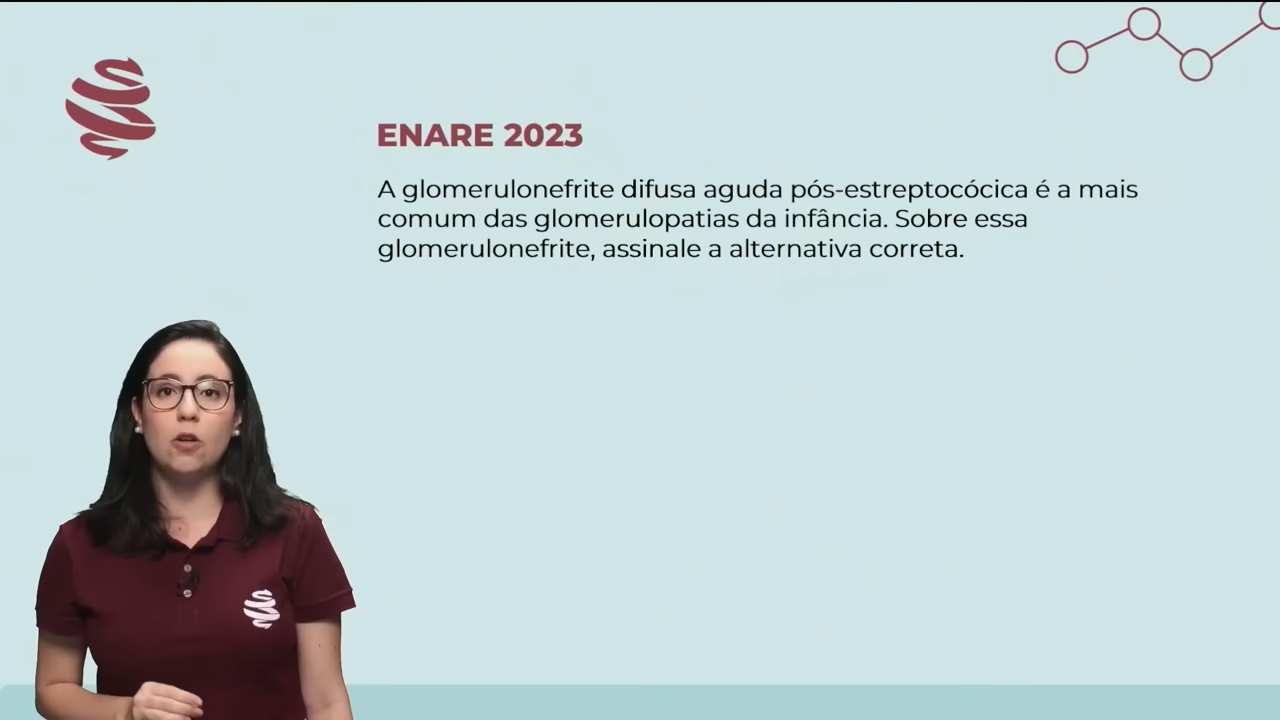 ENARE 2023
A glomerulonefrite difusa aguda pós-estreptocócica é a mais
comum das glomerulopatias da infância. Sobre essa
glomerulonefrite, assinale a alternativa correta.